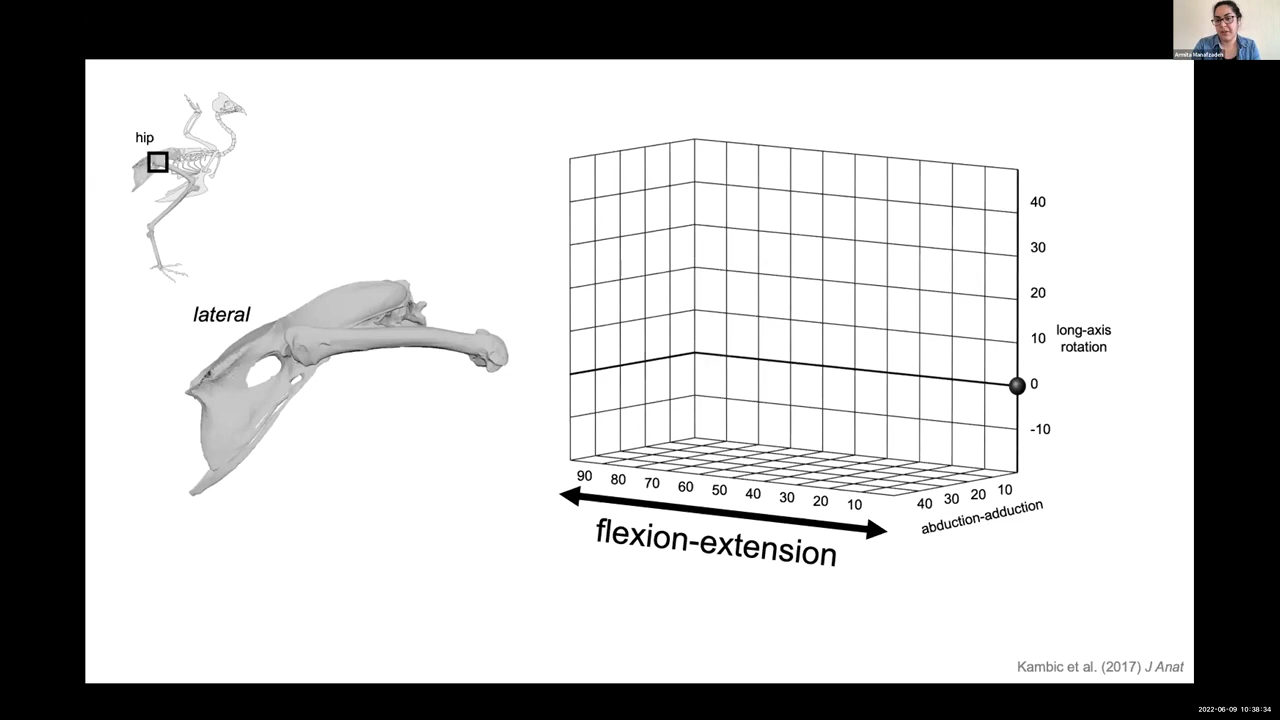 Armita Manafzadeh
hip
lateral
40
30
20
10
0
-10
long-axis
rotation
90
80
70
60
50
40
30
20
10
40
30
20
10
abduction-adduction
flexion-extension
Kambic et al. (2017) J Anat
2022-06-09 10:38:34